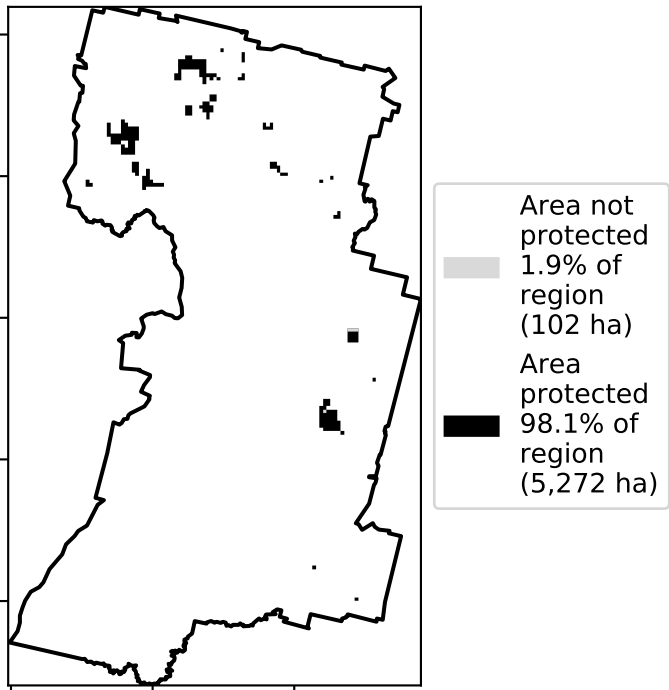 Area not
protected
1.9% of
region
(102 ha)
Area
protected
98.1% of
region
(5,272 ha)